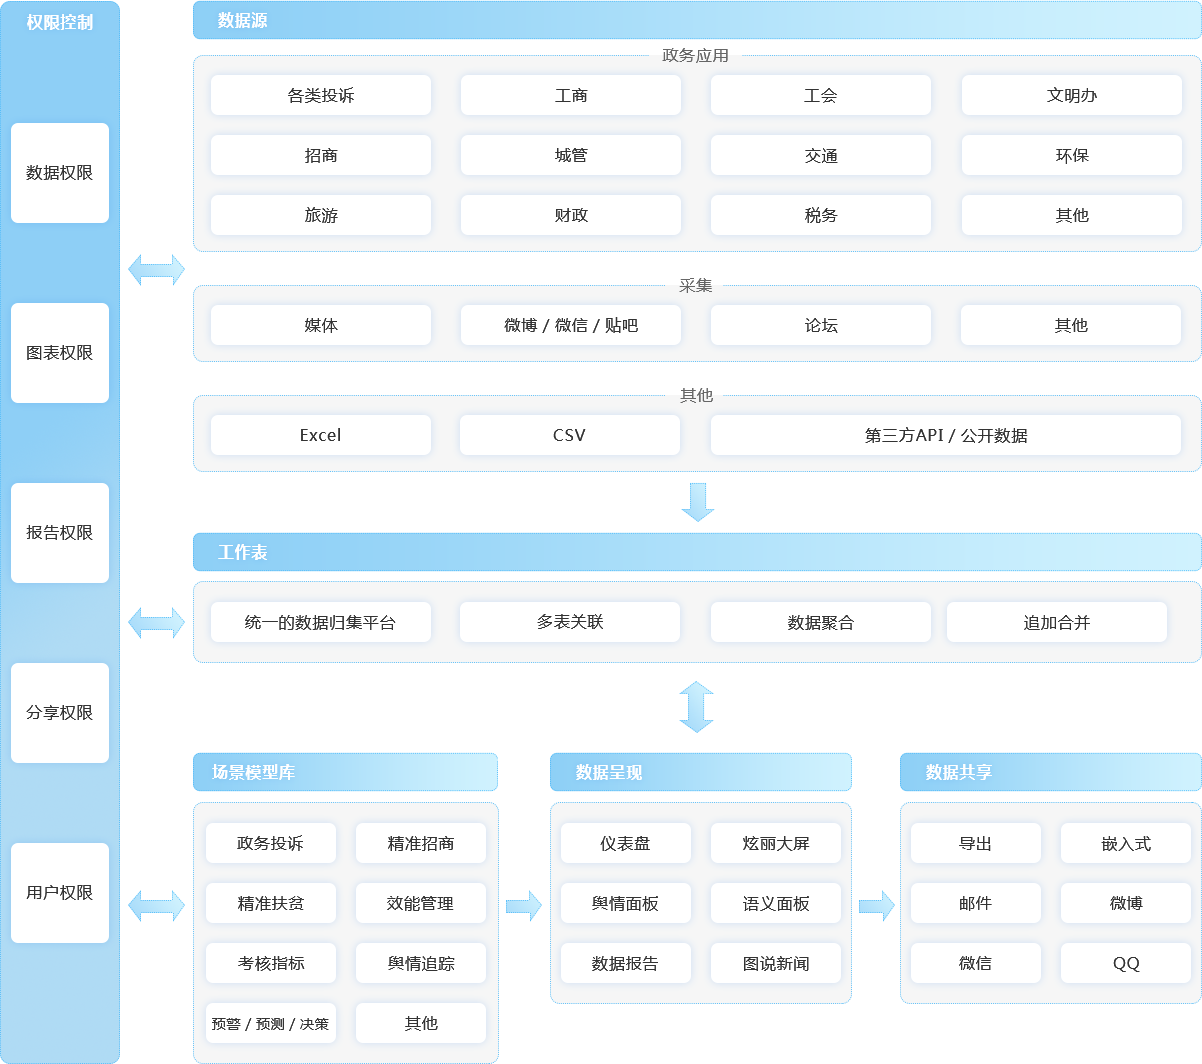 权限控制
数据权限
图表权限
报告权限
分享权限
用户权限
数据源
政务应用
各类投诉
工商
工会
文明办
招商
城管
交通
环保
旅游
财政
税务
其他
采集
媒体
微博 / 微信 / 贴吧
论坛
其他
其他
Excel
CSV
第三方API / 公开数据
工作表
统一的数据归集平台
多表关联
数据聚合
追加合并
场景模型库
政务投诉
精准招商
精准扶贫
效能管理
考核指标
舆情追踪
预警 / 预测 / 决策
其他
数据呈现
仪表盘
炫丽大屏
舆情面板
语义面板
数据报告
图说新闻
数据共享
导出
嵌入式
邮件
微博
微信
QQ